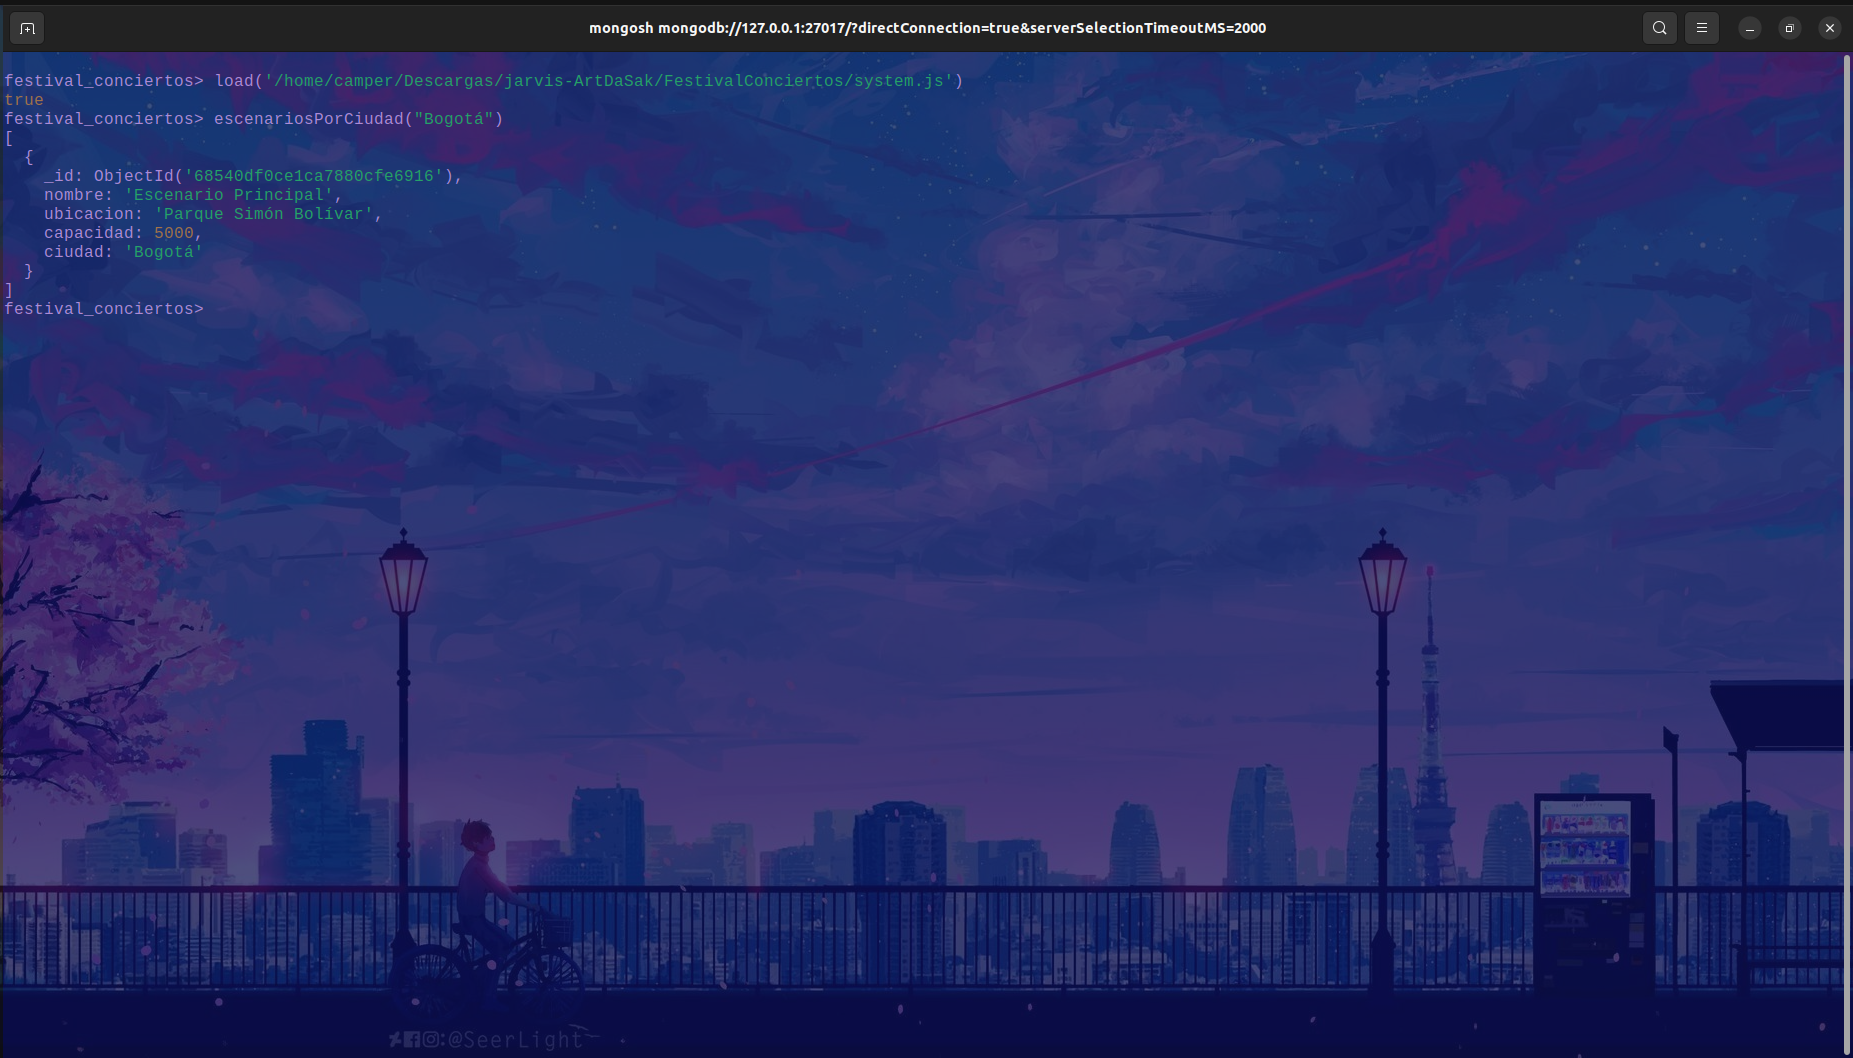 mongosh mongodb://127.0.0.1:27017/?directConnection=true&serverSelectionTimeoutMS=2000
festival_conciertos> load('/home/camper/Descargas/jarvis-ArtDaSak/FestivalConciertos/system.js')
true
festival_conciertos> escenariosPorCiudad("Bogotá")
[
  {
    _id: ObjectId('68540df0ce1ca7880cfe6916'),
    nombre: 'Escenario Principal',
    ubicacion: 'Parque Simón Bolívar',
    capacidad: 5000,
    ciudad: 'Bogotá'
  }
]
festival_conciertos>
:@SeerLight